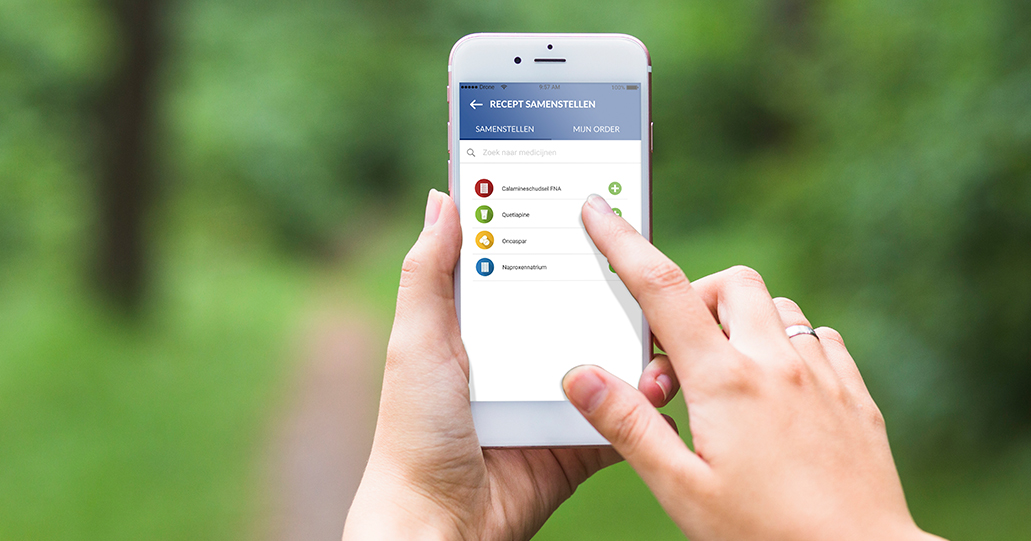 Drone 9:57 AM 100%
RECEPT SAMENSTELLEN
SAMENSTELLEN MIJN ORDER
Zoek naar medicijnen
Calamineschudsel FNA
Quetiapine
Oncaspar
Naproxennatrium